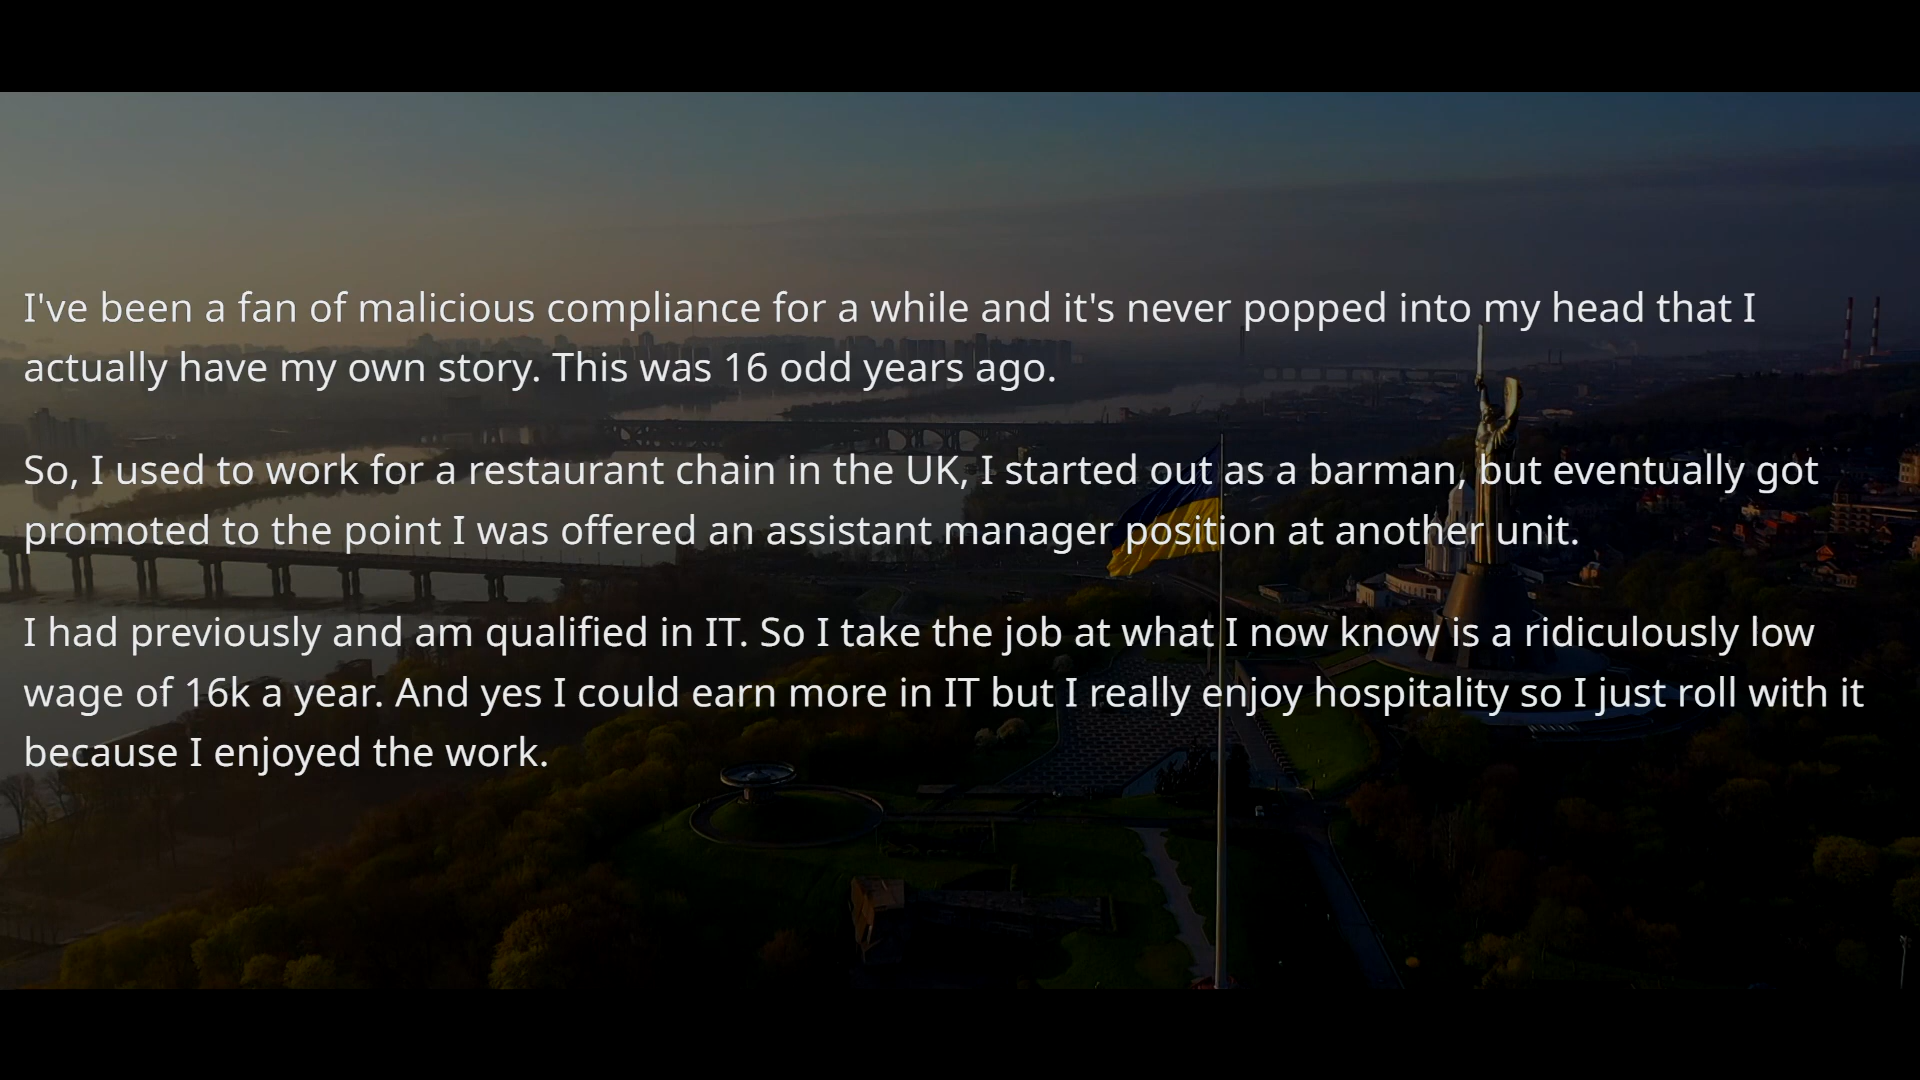 I've been a fan of malicious compliance for a while and it's never popped into my head that I
actually have my own story. This was 16 odd years ago.
So, I used to work for a restaurant chain in the UK, I started out as a barman, but eventually got
promoted to the point I was offered an assistant manager position at another unit.
I had previously and am qualified in IT. So I take the job at what I now know is a ridiculously low
wage of 16k a year. And yes I could earn more in IT but I really enjoy hospitality so I just roll with it
because I enjoyed the work.